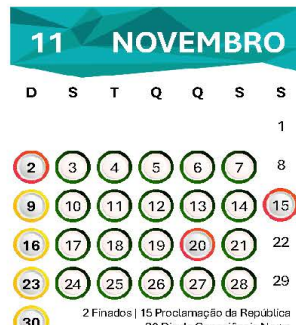 11 NOVEMBRO
D S T Q Q S S
1
2 3 4 5 6 7 8
9 10 11 12 13 14 15
16 17 18 19 20 21 22
23 24 25 26 27 28 29
30 2 Finados | 15 Proclamação da República